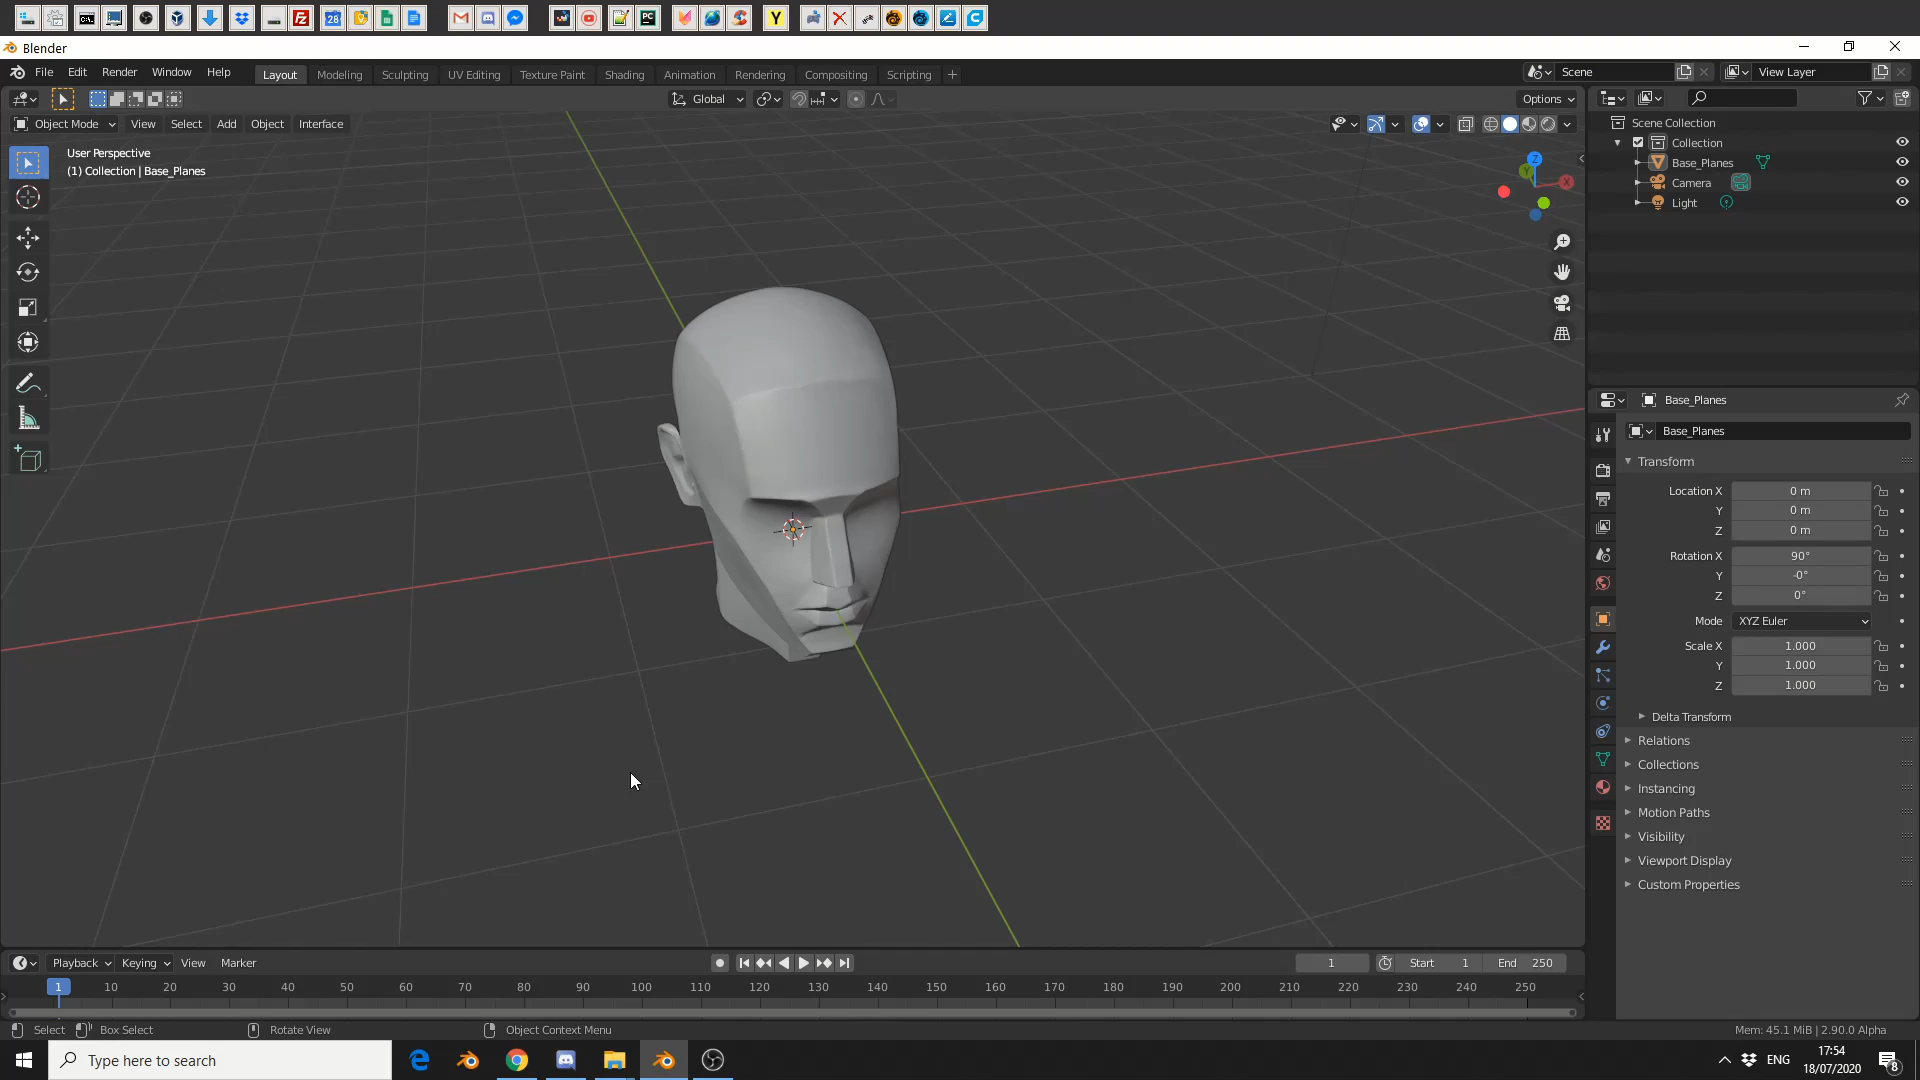 28
Y
Blender
File Edit Render Window Help Layout Modeling Sculpting UV Editing Texture Paint Shading Animation Rendering Compositing Scripting + Scene View Layer
Global Options
Object Mode View Select Add Object Interface
User Perspective
(1) Collection | Base_Planes
Z
Y
X
Scene Collection
Collection
Base_Planes
Camera
Light
Base_Planes
Base_Planes
Transform
Location X 0 m
Y 0 m
Z 0 m
Rotation X 90°
Y -0°
Z 0°
Mode XYZ Euler
Scale X 1.000
Y 1.000
Z 1.000
Delta Transform
Relations
Collections
Instancing
Motion Paths
Visibility
Viewport Display
Custom Properties
Playback Keying View Marker 1 Start 1 End 250
1 10 20 30 40 50 60 70 80 90 100 110 120 130 140 150 160 170 180 190 200 210 220 230 240 250
Select Box Select Rotate View Object Context Menu Mem: 45.1 MiB | 2.90.0 Alpha
Type here to search ENG 17:54
18/07/2020 8